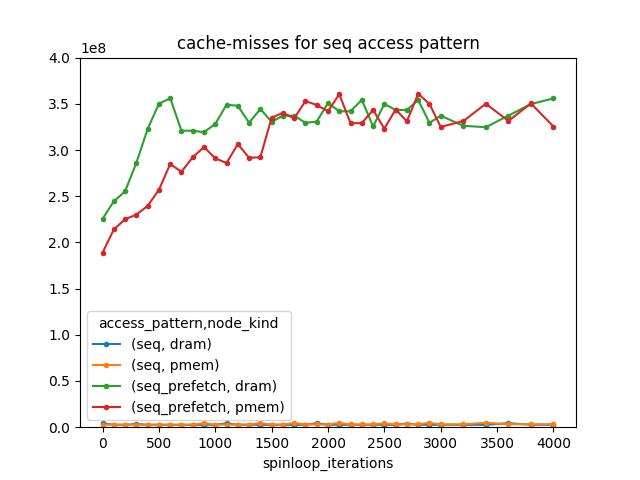 cache-misses for seq access pattern
1e8
4.0
3.5
3.0
2.5
2.0
1.5
1.0
0.5
0.0
access_pattern,node_kind
(seq, dram)
(seq, pmem)
(seq_prefetch, dram)
(seq_prefetch, pmem)
0 500 1000 1500 2000 2500 3000 3500 4000
spinloop_iterations